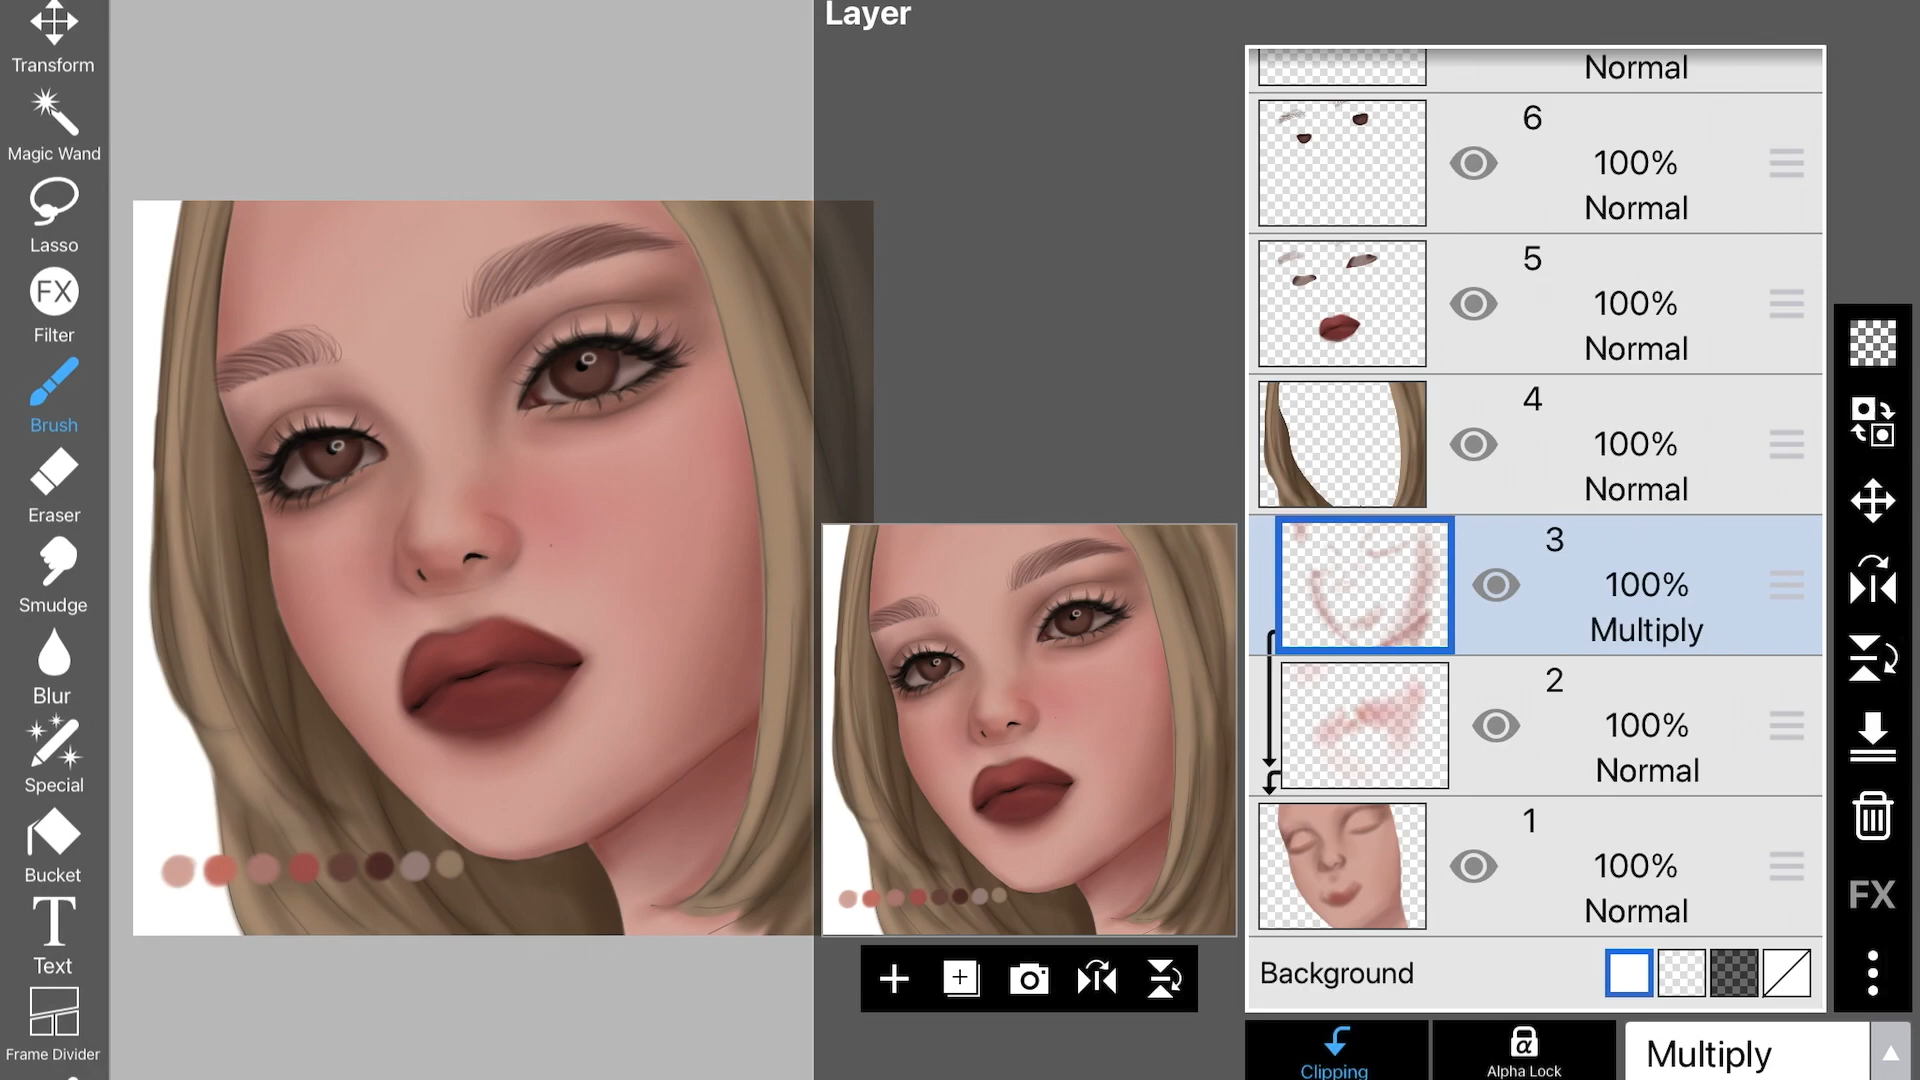 Layer
Transform
Magic Wand
Lasso
FX
Filter
Brush
Eraser
Smudge
Blur
Special
Bucket
T
Text
Frame Divider
Normal
6
100%
Normal
5
100%
Normal
4
100%
Normal
3
100%
Multiply
2
100%
Normal
1
100%
Normal
Background
FX
Clipping
α
Alpha Lock
Multiply